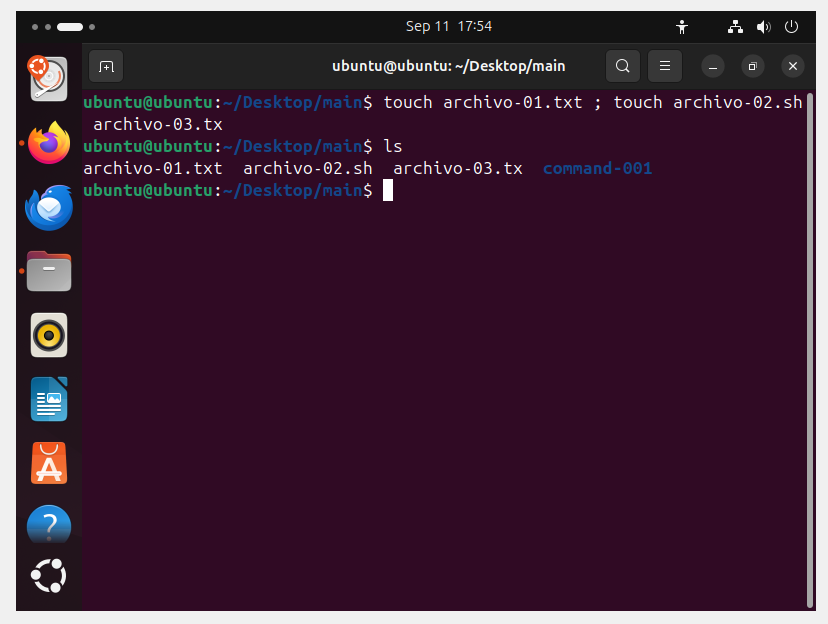 Sep 11 17:54
ubuntu@ubuntu: ~/Desktop/main
ubuntu@ubuntu:~/Desktop/main$ touch archivo-01.txt ; touch archivo-02.sh
archivo-03.tx
ubuntu@ubuntu:~/Desktop/main$ ls
archivo-01.txt archivo-02.sh archivo-03.tx command-001
ubuntu@ubuntu:~/Desktop/main$